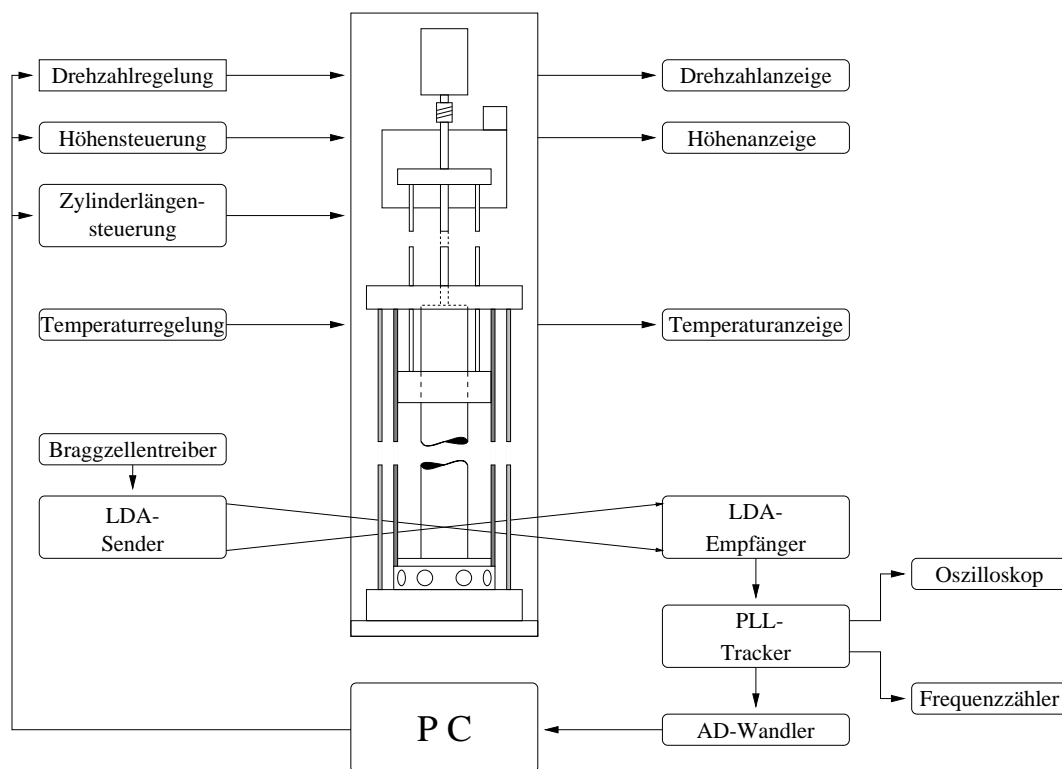 Drehzahlregelung
Drehzahlanzeige
Höhensteuerung
Höhenanzeige
Zylinderlängen-
steuerung
Temperaturregelung
Temperaturanzeige
Braggzellentreiber
LDA-
Sender
LDA-
Empfänger
Oszilloskop
PLL-
Tracker
Frequenzzähler
P C
AD-Wandler